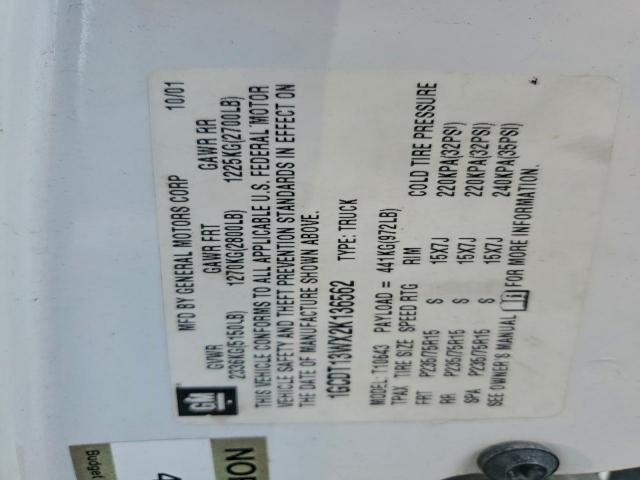 GM
MFD BY GENERAL MOTORS CORP 10/01
GVWR GAWR FRT GAWR RR
2336KG(5150LB) 1270KG(2800LB) 1225KG(2700LB)
THIS VEHICLE CONFORMS TO ALL APPLICABLE U.S. FEDERAL MOTOR
VEHICLE SAFETY AND THEFT PREVENTION STANDARDS IN EFFECT ON
THE DATE OF MANUFACTURE SHOWN ABOVE.
1GCDT13WX2K136562 TYPE: TRUCK
MODEL: T10643 PAYLOAD = 441KG(972LB)
TPAX TIRE SIZE SPEED RTG RIM COLD TIRE PRESSURE
FRT P235/75R15 S 15X7J 220KPA(32PSI)
RR P235/75R15 S 15X7J 220KPA(32PSI)
SPA P235/75R15 S 15X7J 240KPA(35PSI)
SEE OWNER'S MANUAL FOR MORE INFORMATION.
Budget